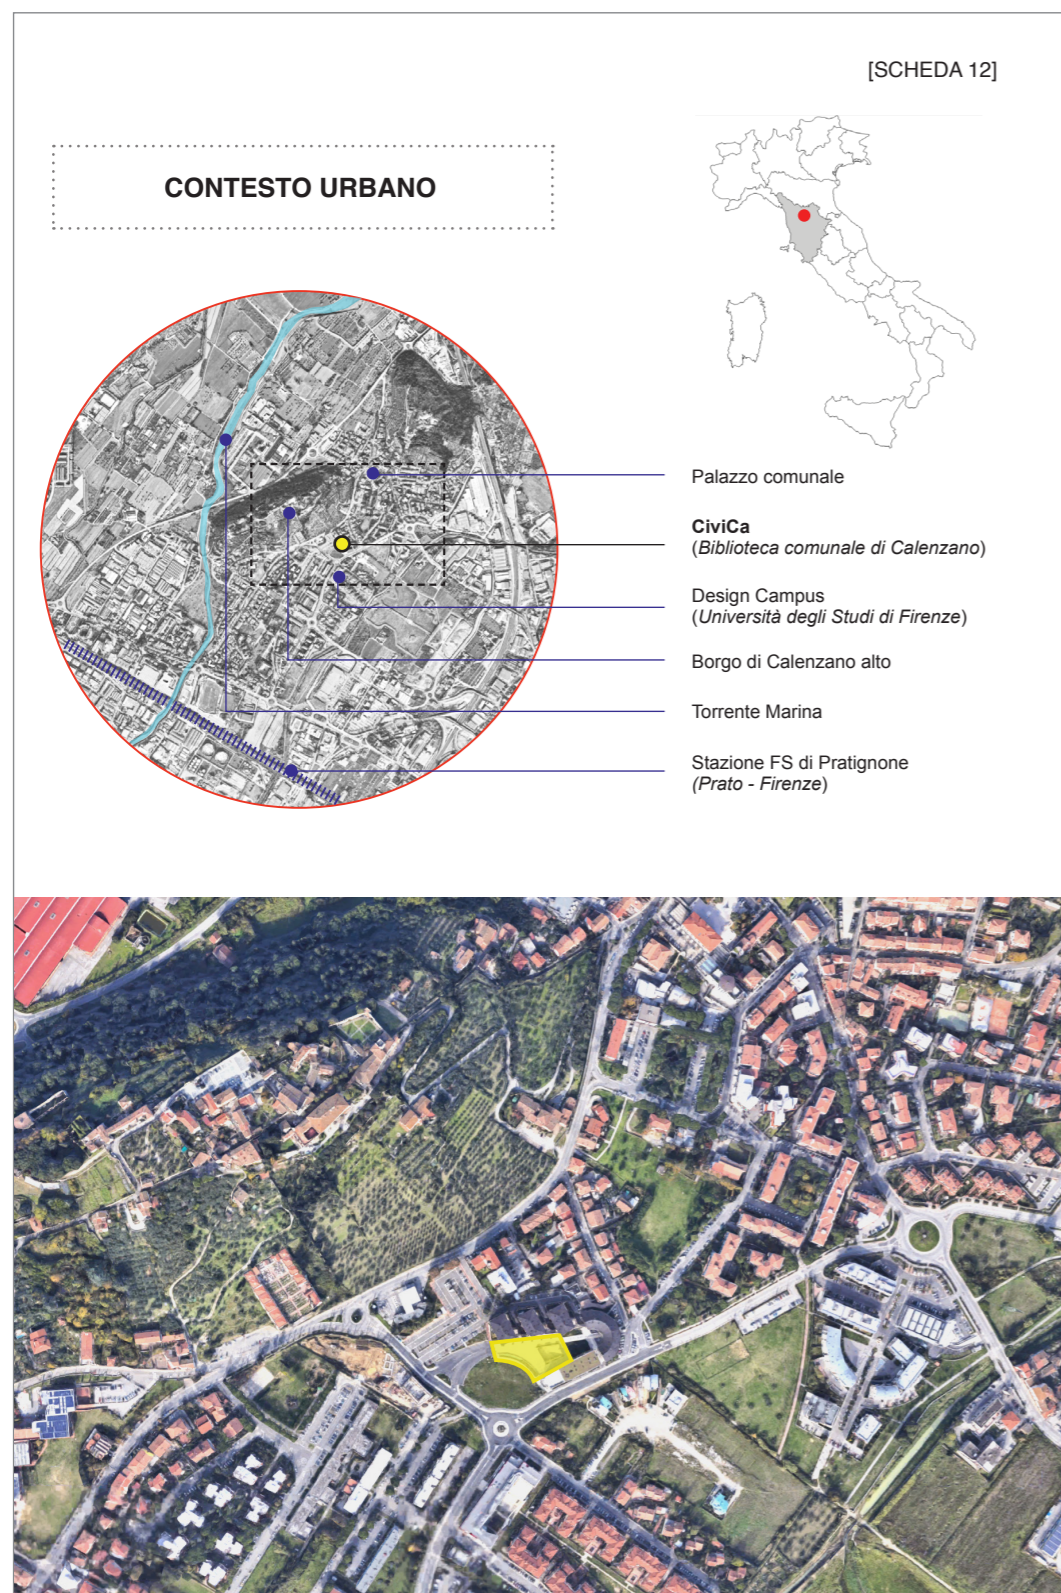 [SCHEDA 12]
CONTESTO URBANO
Palazzo comunale
CiviCa
(Biblioteca comunale di Calenzano)
Design Campus
(Università degli Studi di Firenze)
Borgo di Calenzano alto
Torrente Marina
Stazione FS di Pratignone
(Prato - Firenze)